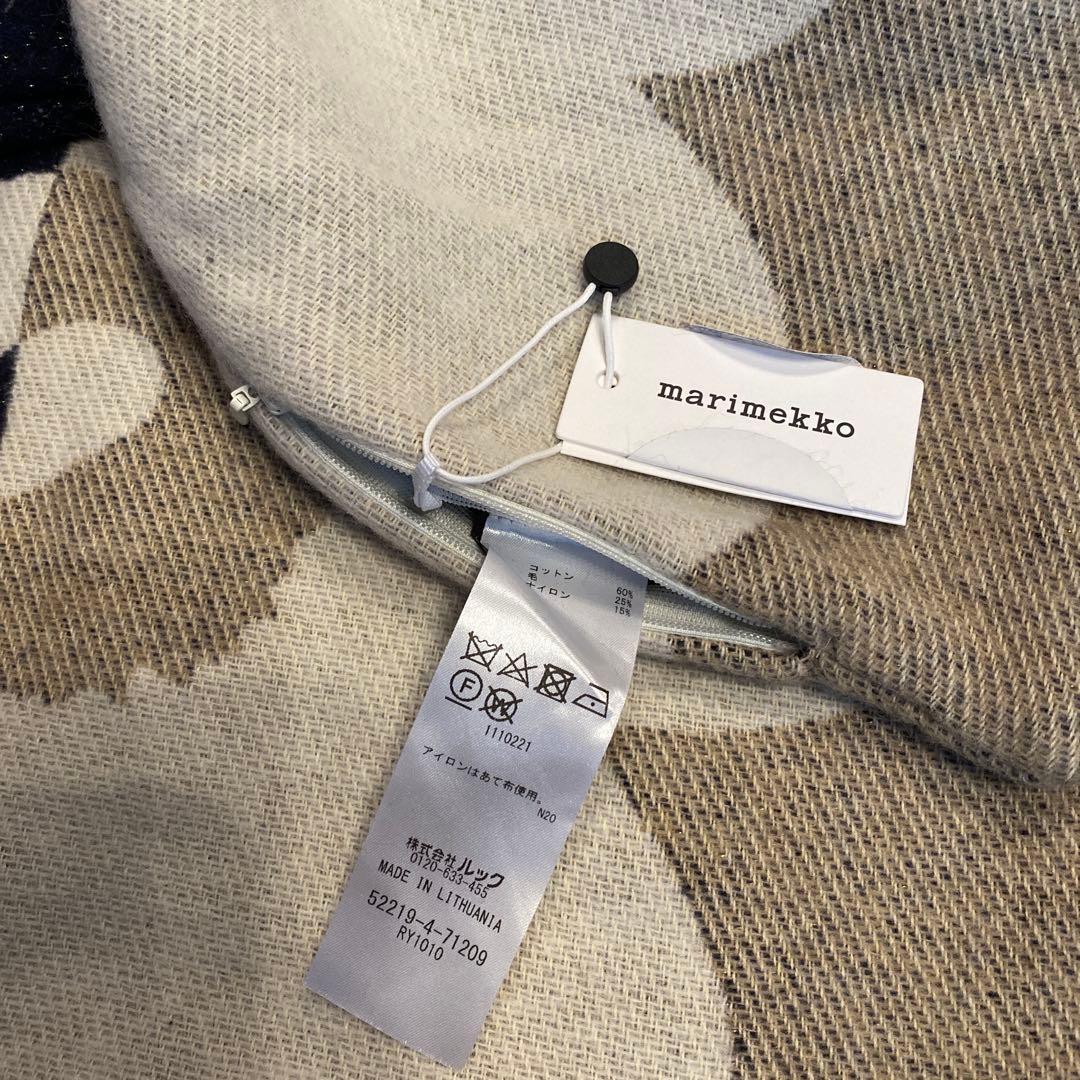 marimekko
コットン 60%
毛 25%
ナイロン 15%
F
W
1110221
アイロンはあて布使用。
N20
株式会社ルック
0120-633-455
MADE IN LITHUANIA
52219-4-71209
RY1010